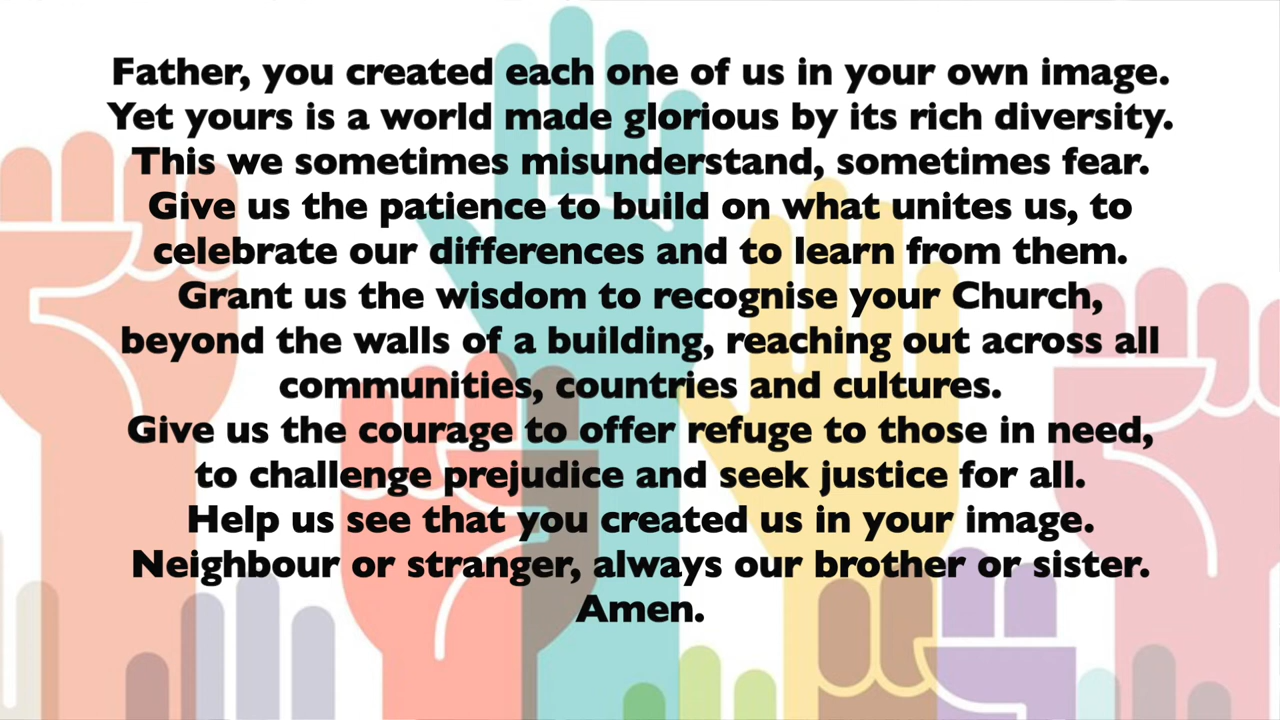 Father, you created each one of us in your own image.
Yet yours is a world made glorious by its rich diversity.
This we sometimes misunderstand, sometimes fear.
Give us the patience to build on what unites us, to
celebrate our differences and to learn from them.
Grant us the wisdom to recognise your Church,
beyond the walls of a building, reaching out across all
communities, countries and cultures.
Give us the courage to offer refuge to those in need,
to challenge prejudice and seek justice for all.
Help us see that you created us in your image.
Neighbour or stranger, always our brother or sister.
Amen.